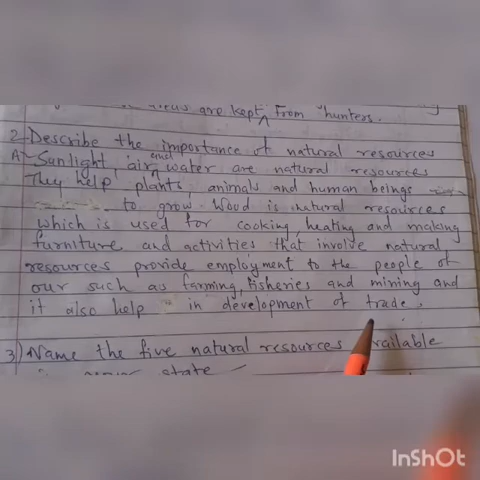 are kept from hunters.
2 Describe the importance of natural resources
A Sunlight, air and water are natural resources
They help plants animals and human beings
to grow wood is natural resources
which is used for cooking, heating and making
furniture and activities that involve natural
resources provide employment to the people of
our such as farming, fisheries and mining and
it also help in development of trade.
3) Name the five natural resources available
state
InShOt